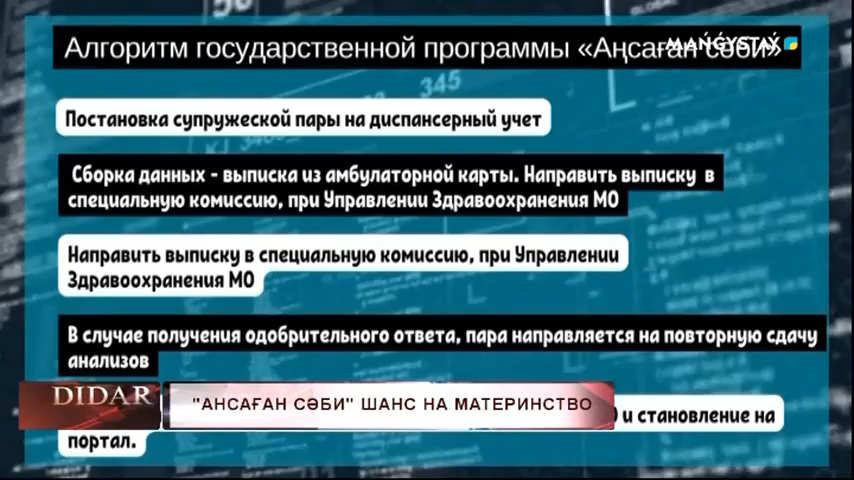 Алгоритм государственной программы «Аңсаған сәби»
MAŃǴYSTAÝ
345
Постановка супружеской пары на диспансерный учет
Сборка данных - выписка из амбулаторной карты. Направить выписку в
специальную комиссию, при Управлении Здравоохранения МО
Направить выписку в специальную комиссию, при Управлении
Здравоохранения МО
В случае получения одобрительного ответа, пара направляется на повторную сдачу
анализов
DIDAR
"АНСАҒАН СӘБИ" ШАНС НА МАТЕРИНСТВО
и становление на
портал.